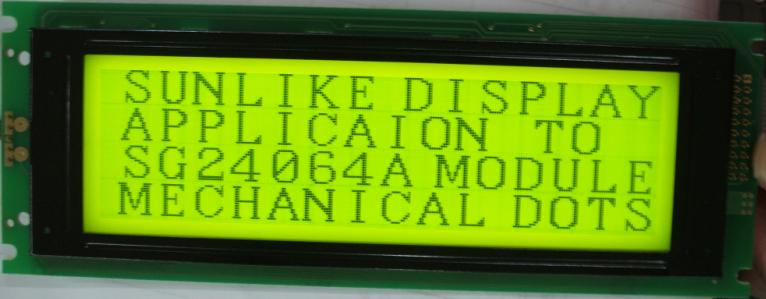 SUNLIKE DISPLAY
APPLICAION TO
SG24064A MODULE
MECHANICAL DOTS